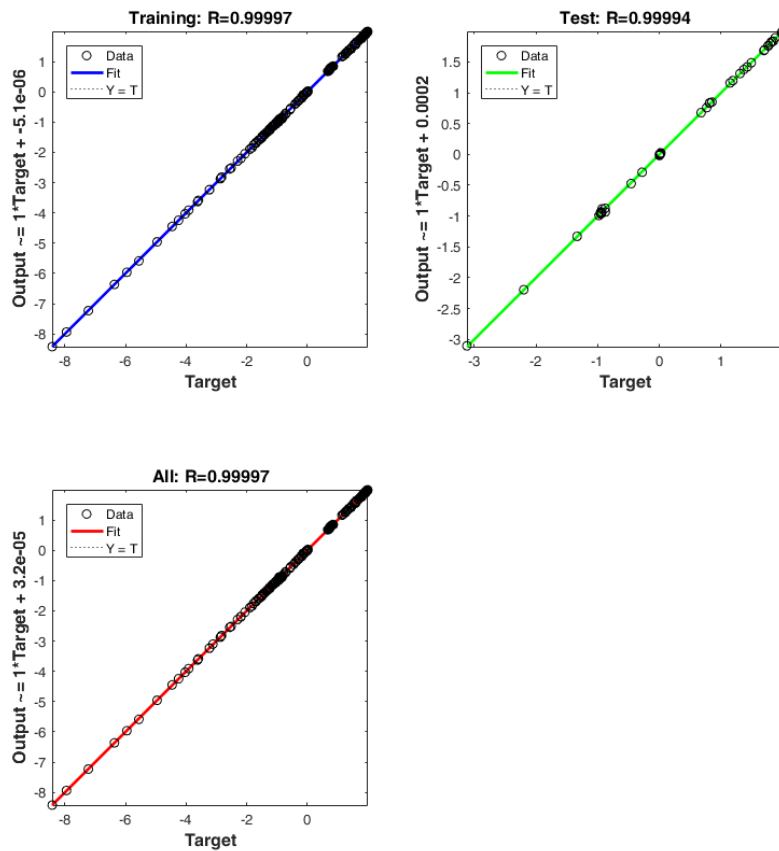 Training: R=0.99997
Output ~= 1*Target + -5.1e-06
1
0
-1
-2
-3
-4
-5
-6
-7
-8
Data
Fit
Y = T
-8
-6
-4
-2
0
Target
Test: R=0.99994
Output ~= 1*Target + 0.0002
1.5
1
0.5
0
-0.5
-1
-1.5
-2
-2.5
-3
Data
Fit
Y = T
-3
-2
-1
0
1
Target
All: R=0.99997
Output ~= 1*Target + 3.2e-05
1
0
-1
-2
-3
-4
-5
-6
-7
-8
Data
Fit
Y = T
-8
-6
-4
-2
0
Target